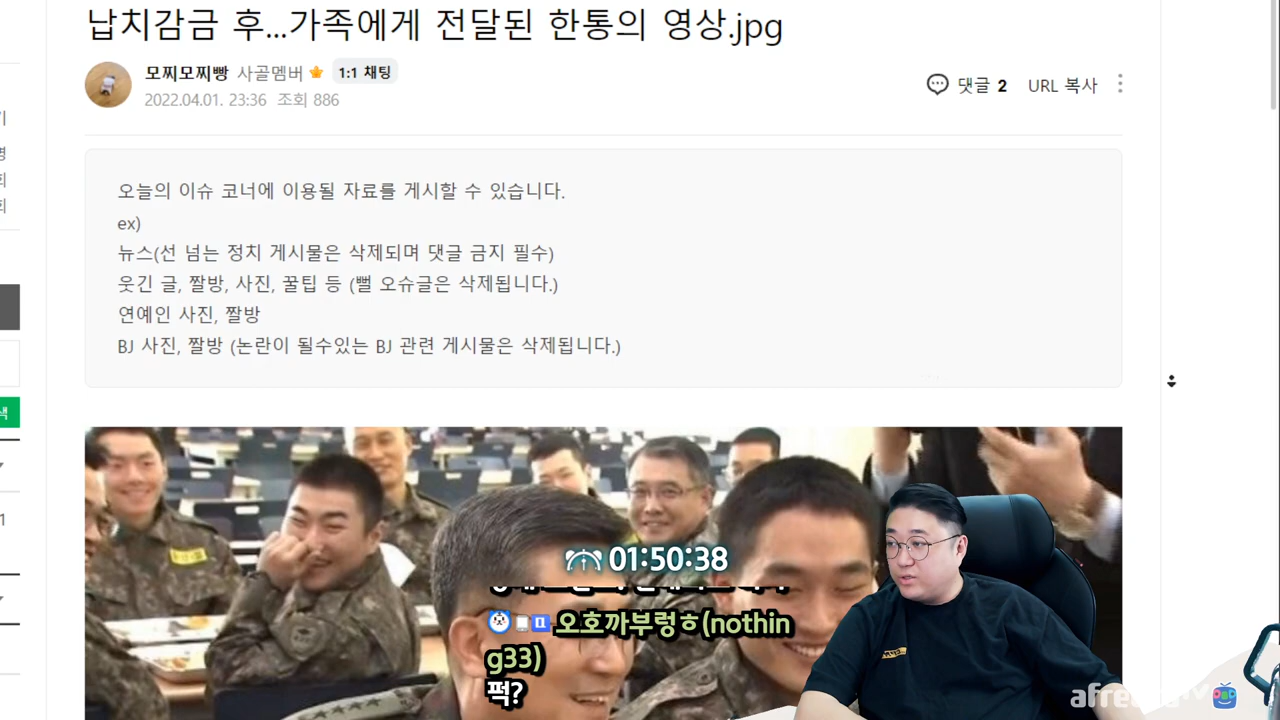 납치감금 후...가족에게 전달된 한통의 영상.jpg
모찌모찌빵 사골멤버 1:1 채팅
2022.04.01. 23:36 조회 886
댓글 2 URL 복사
오늘의 이슈 코너에 이용될 자료를 게시할 수 있습니다.
ex)
뉴스(선 넘는 정치 게시물은 삭제되며 댓글 금지 필수)
웃긴 글, 짤방, 사진, 꿀팁 등 (뻘 오슈글은 삭제됩니다.)
연예인 사진, 짤방
BJ 사진, 짤방 (논란이 될수있는 BJ 관련 게시물은 삭제됩니다.)
01:50:38
오호까부렁ㅎ(nothin
g33)
퍽?